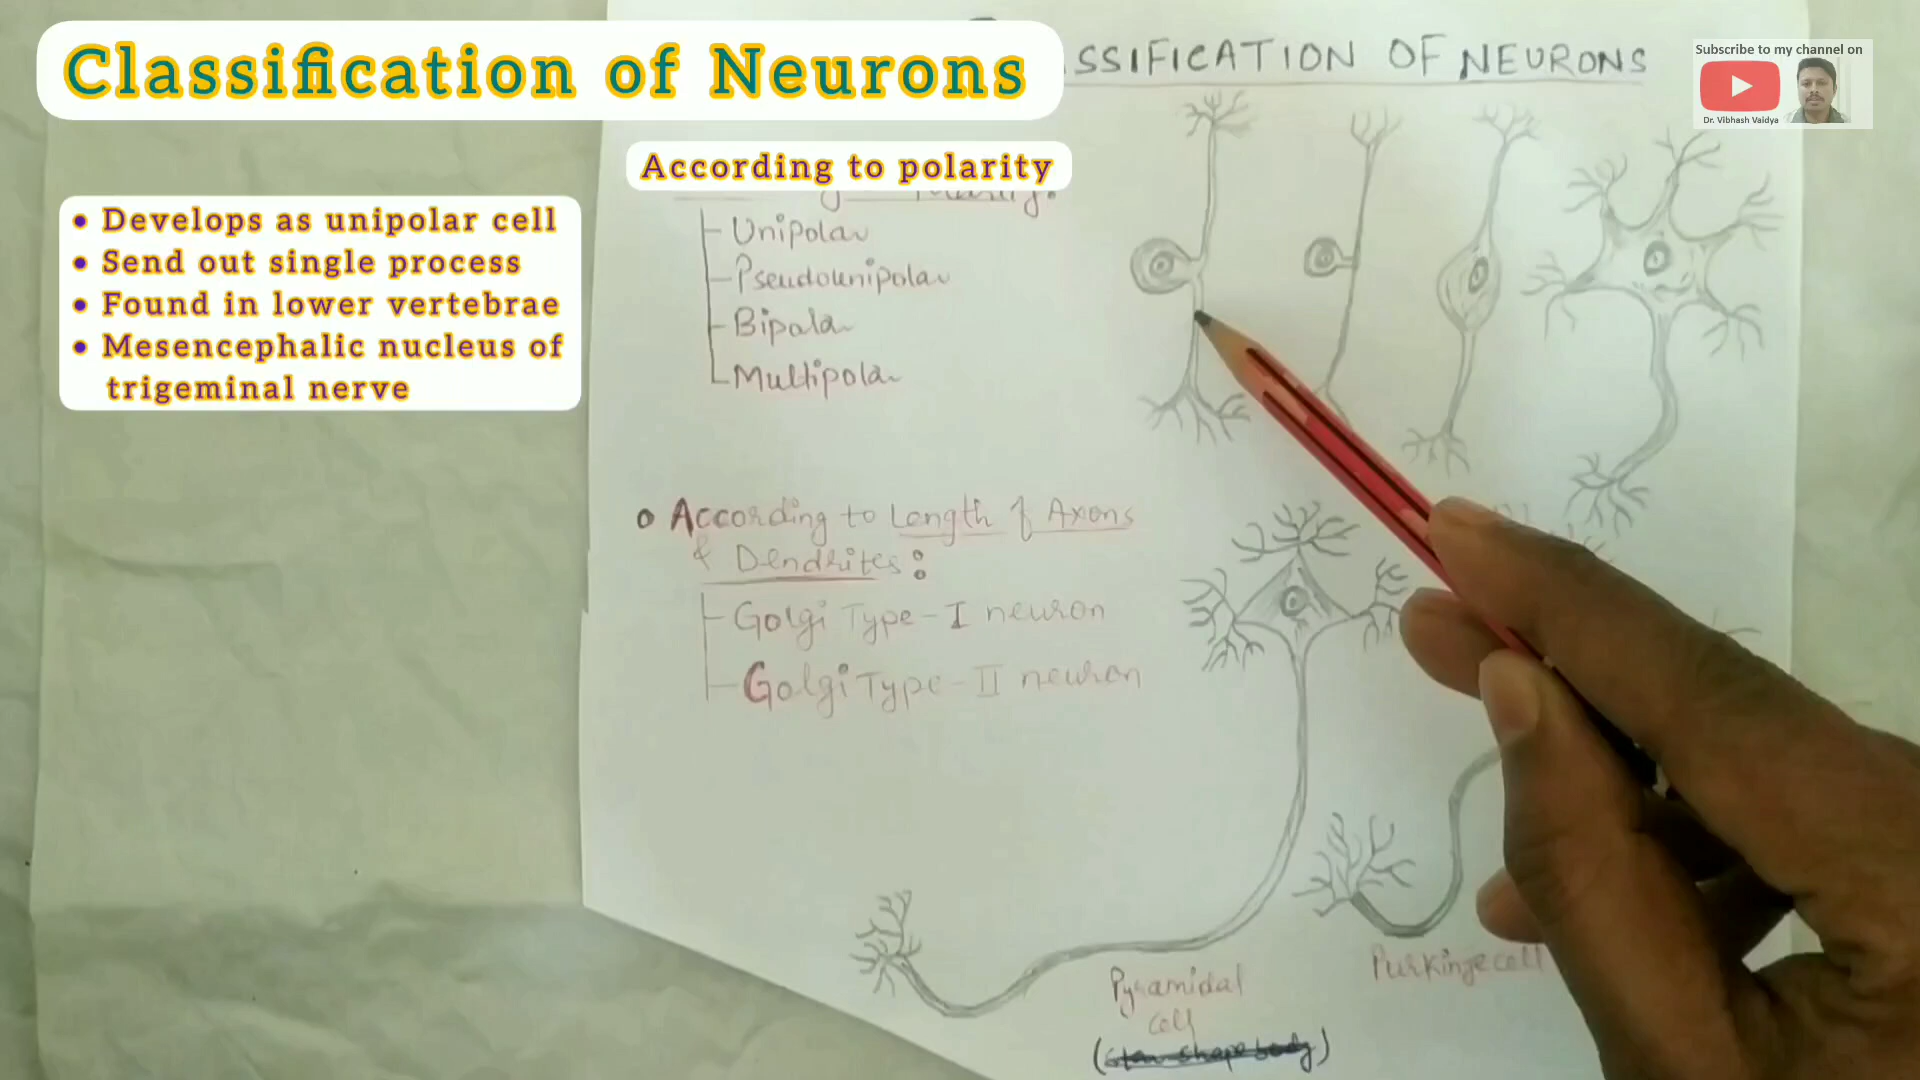 Classification of Neurons
SSIFICATION OF NEURONS
Subscribe to my channel on
Dr. Vibhash Vaidya
According to polarity
• Develops as unipolar cell
• Send out single process
• Found in lower vertebrae
• Mesencephalic nucleus of
trigeminal nerve
Unipolar
Pseudounipolar
Bipolar
Multipolar
o According to Length of Axons
& Dendrites:
Golgi Type-I neuron
Golgi Type-II neuron
Purkinje cell
Pyramidal
cell